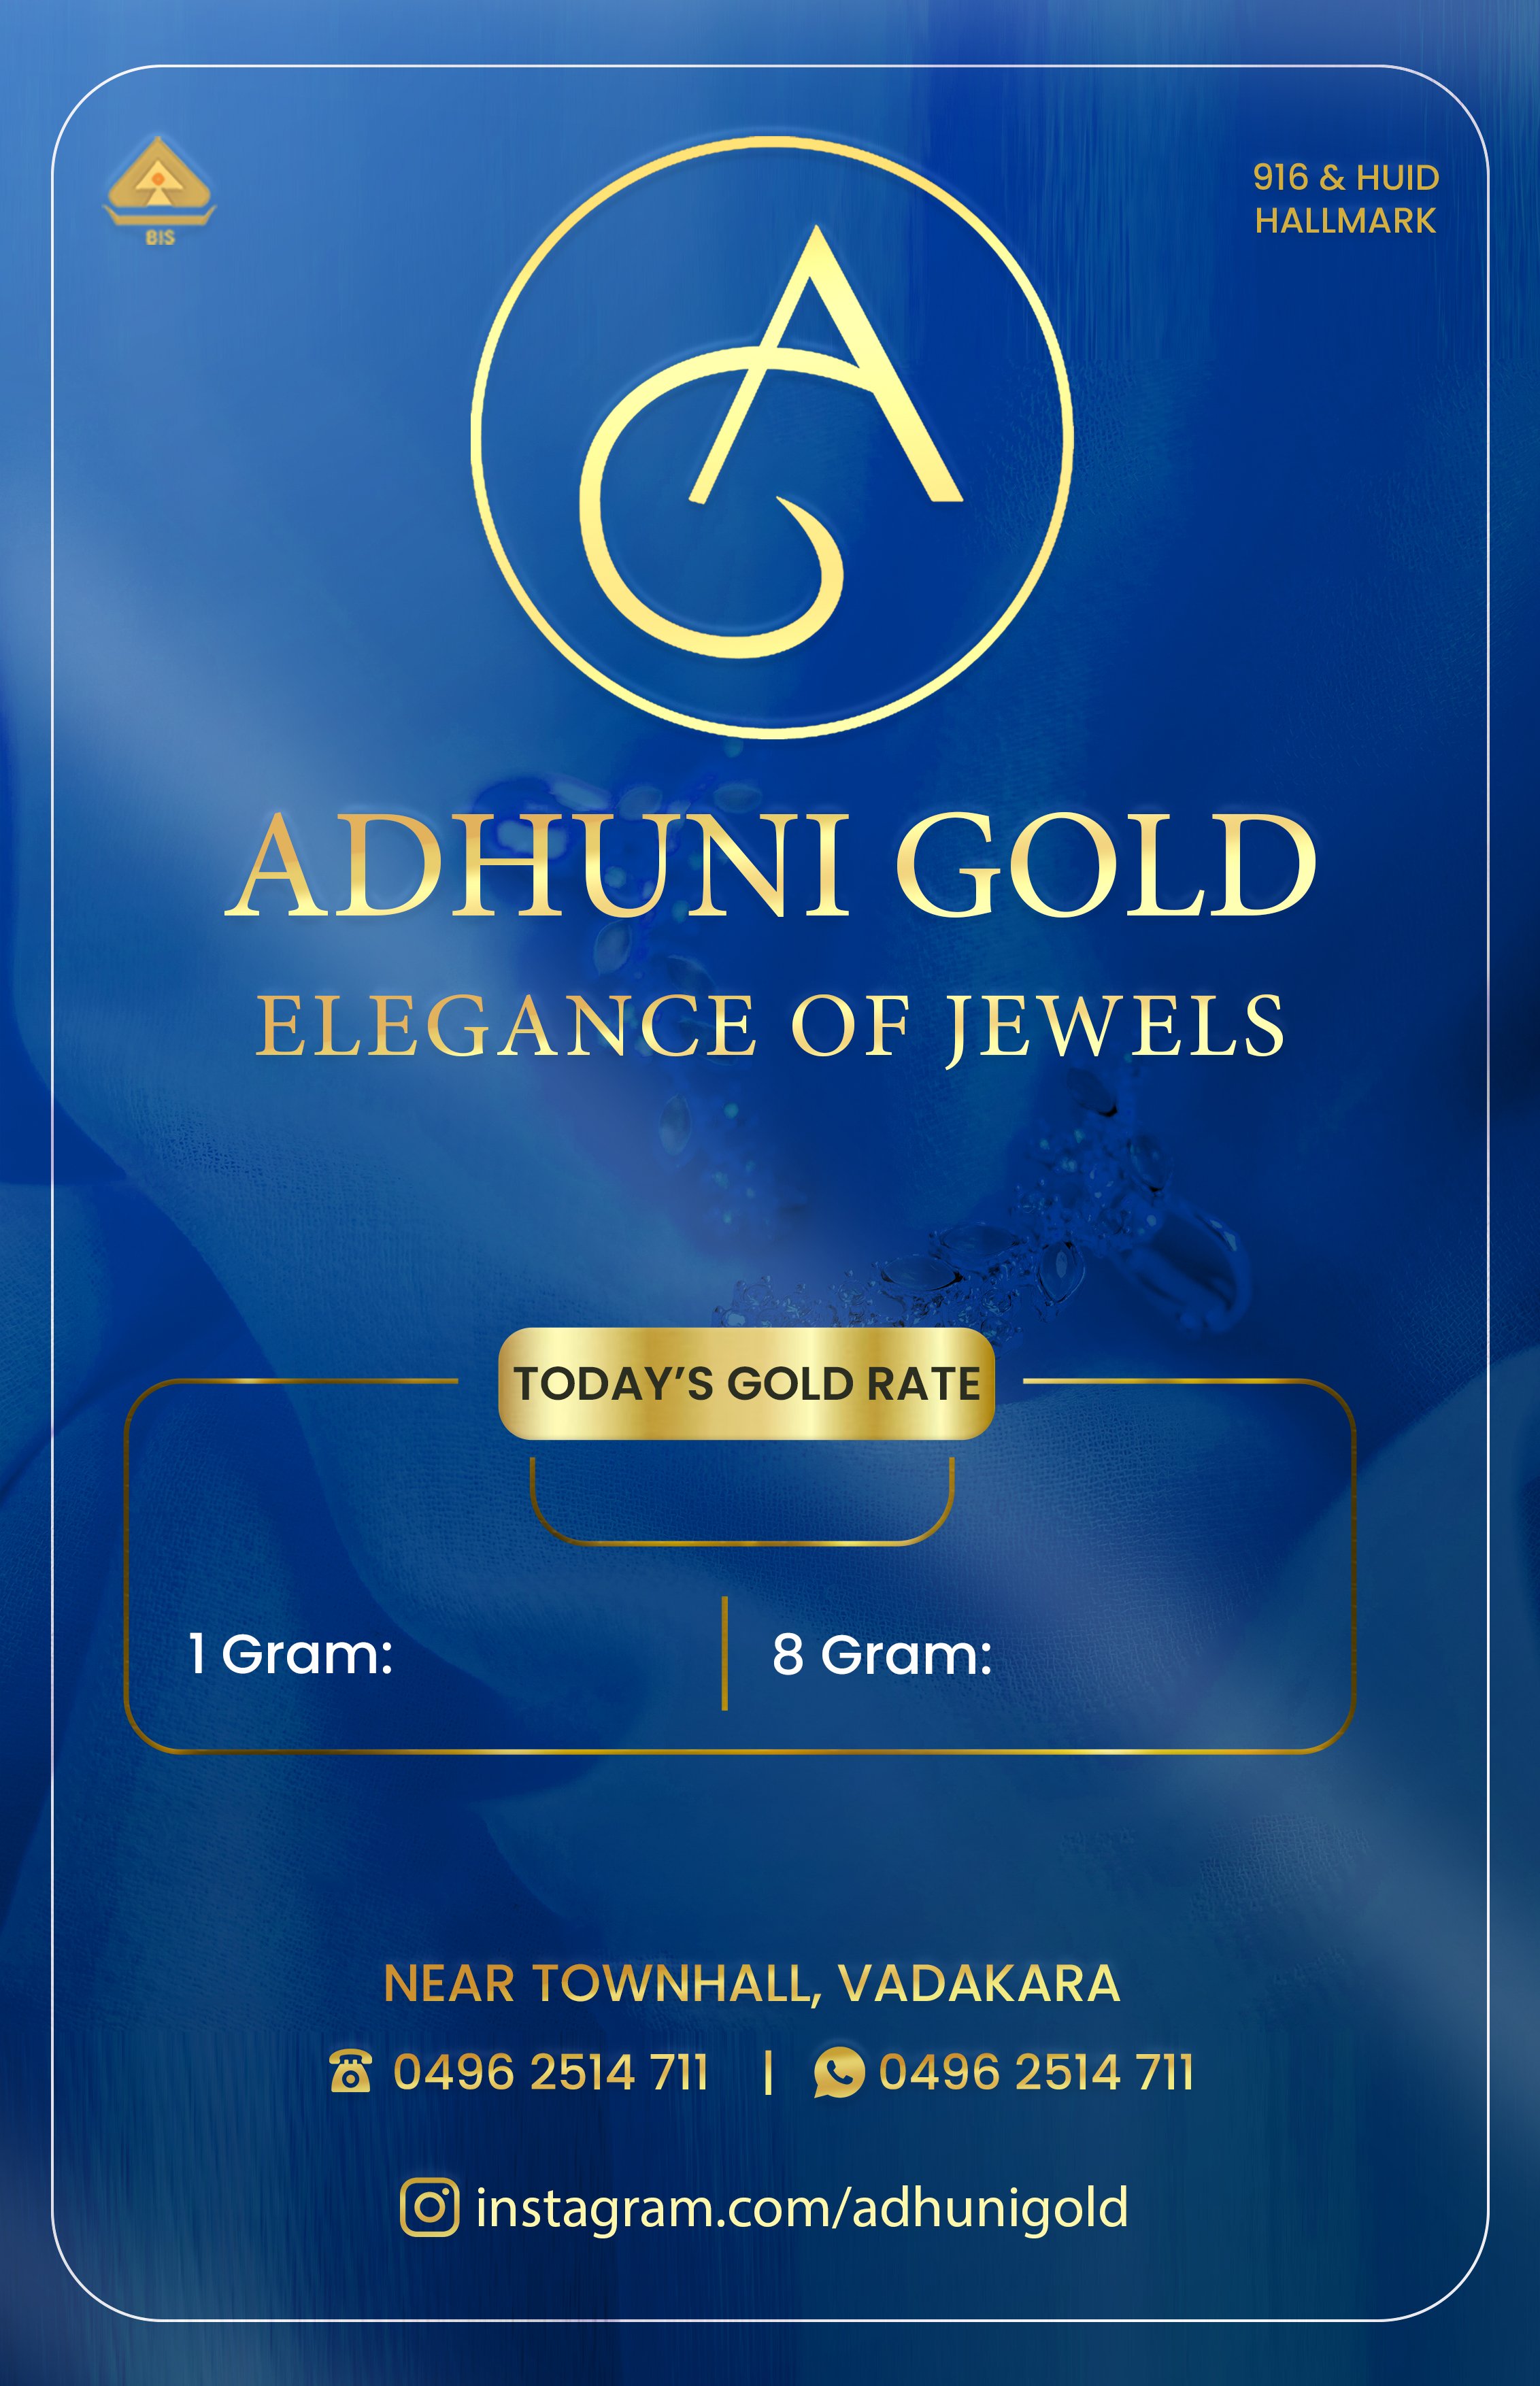 BIS
916 & HUID
HALLMARK
ADHUNI GOLD
ELEGANCE OF JEWELS
TODAY’S GOLD RATE
1 Gram:
8 Gram:
NEAR TOWNHALL, VADAKARA
0496 2514 711 | 0496 2514 711
instagram.com/adhunigold